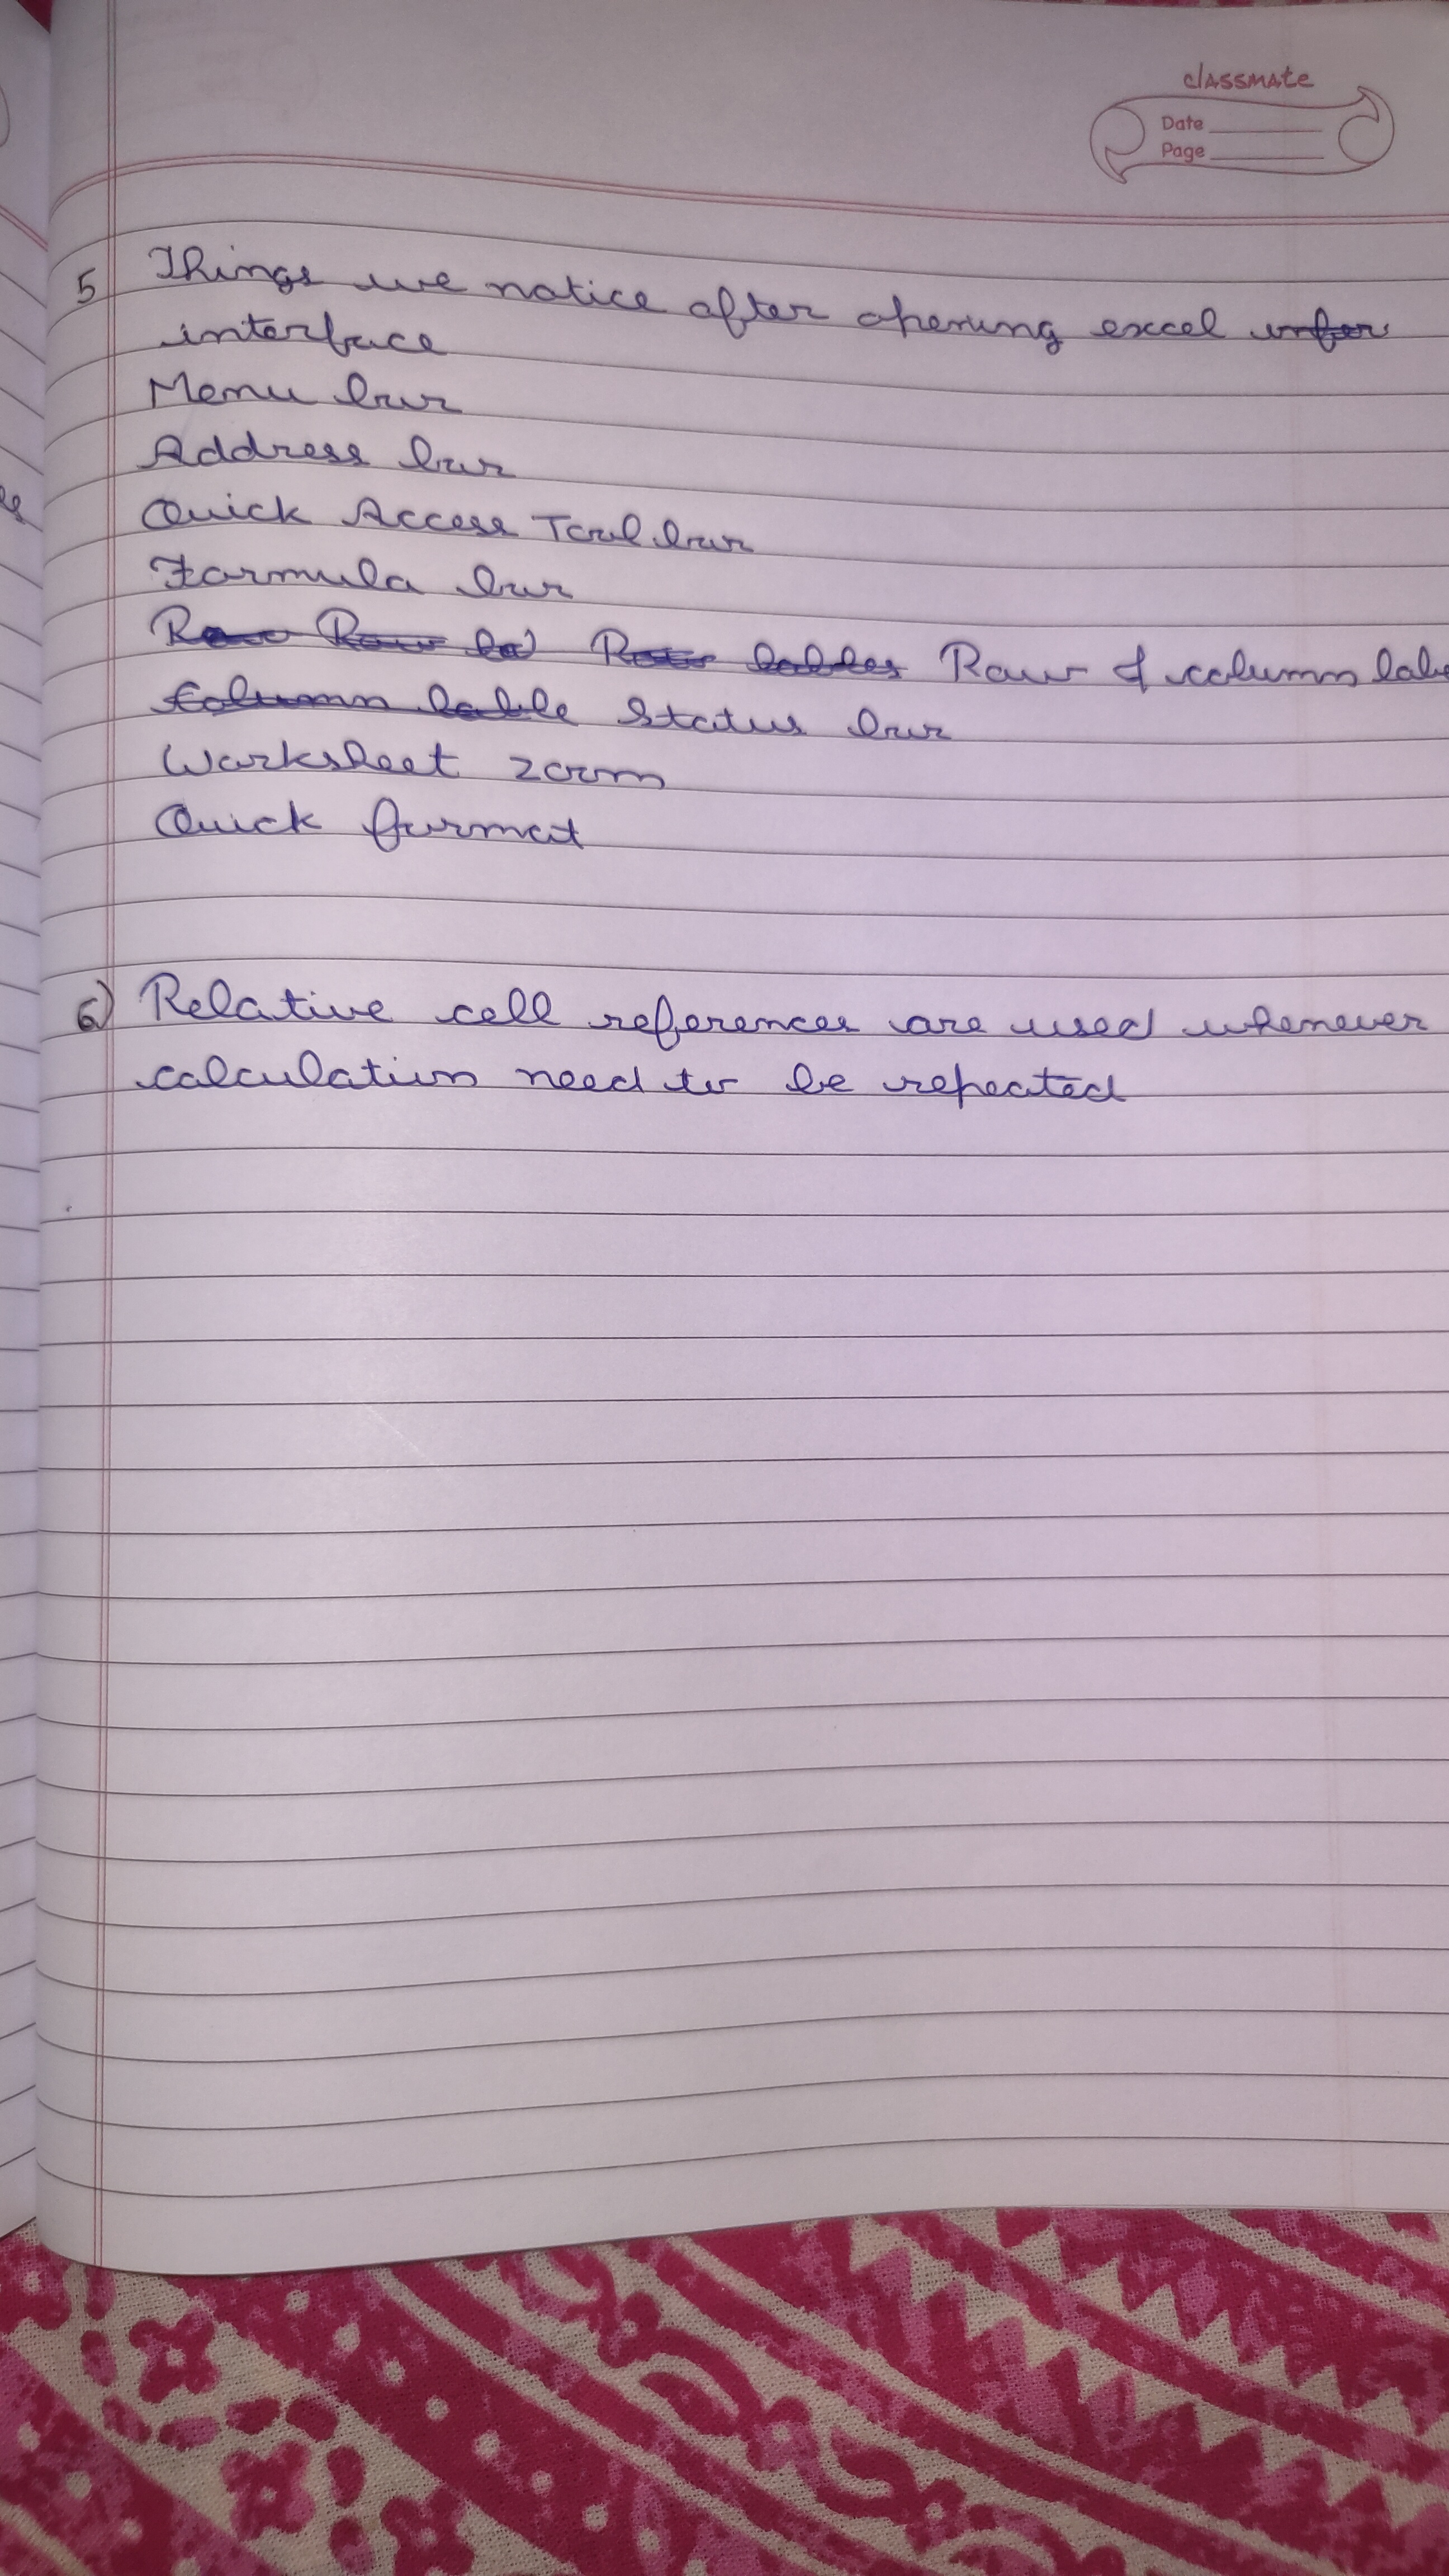 classmate
Date
Page
5 Things we notice after opening excel
interface
Menu bar
Address bar
Quick Access Tool bar
Formula bar
Row & column lab
Status bar
Worksheet zoom
Quick format
6) Relative cell references are used whenever
calculation need to be repeated